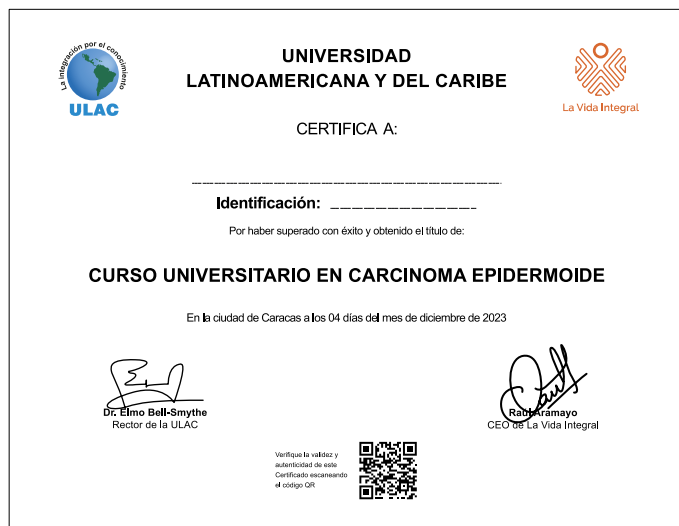 La integración por el conocimiento
ULAC
UNIVERSIDAD
LATINOAMERICANA Y DEL CARIBE
La Vida Integral
CERTIFICA A:
Identificación:
Por haber superado con éxito y obtenido el título de:
CURSO UNIVERSITARIO EN CARCINOMA EPIDERMOIDE
En la ciudad de Caracas a los 04 días del mes de diciembre de 2023
Dr. Elmo Bell-Smythe
Rector de la ULAC
Raúl Aramayo
CEO de La Vida Integral
Verifique la validez y
autenticidad de este
Certificado escaneando
el código QR